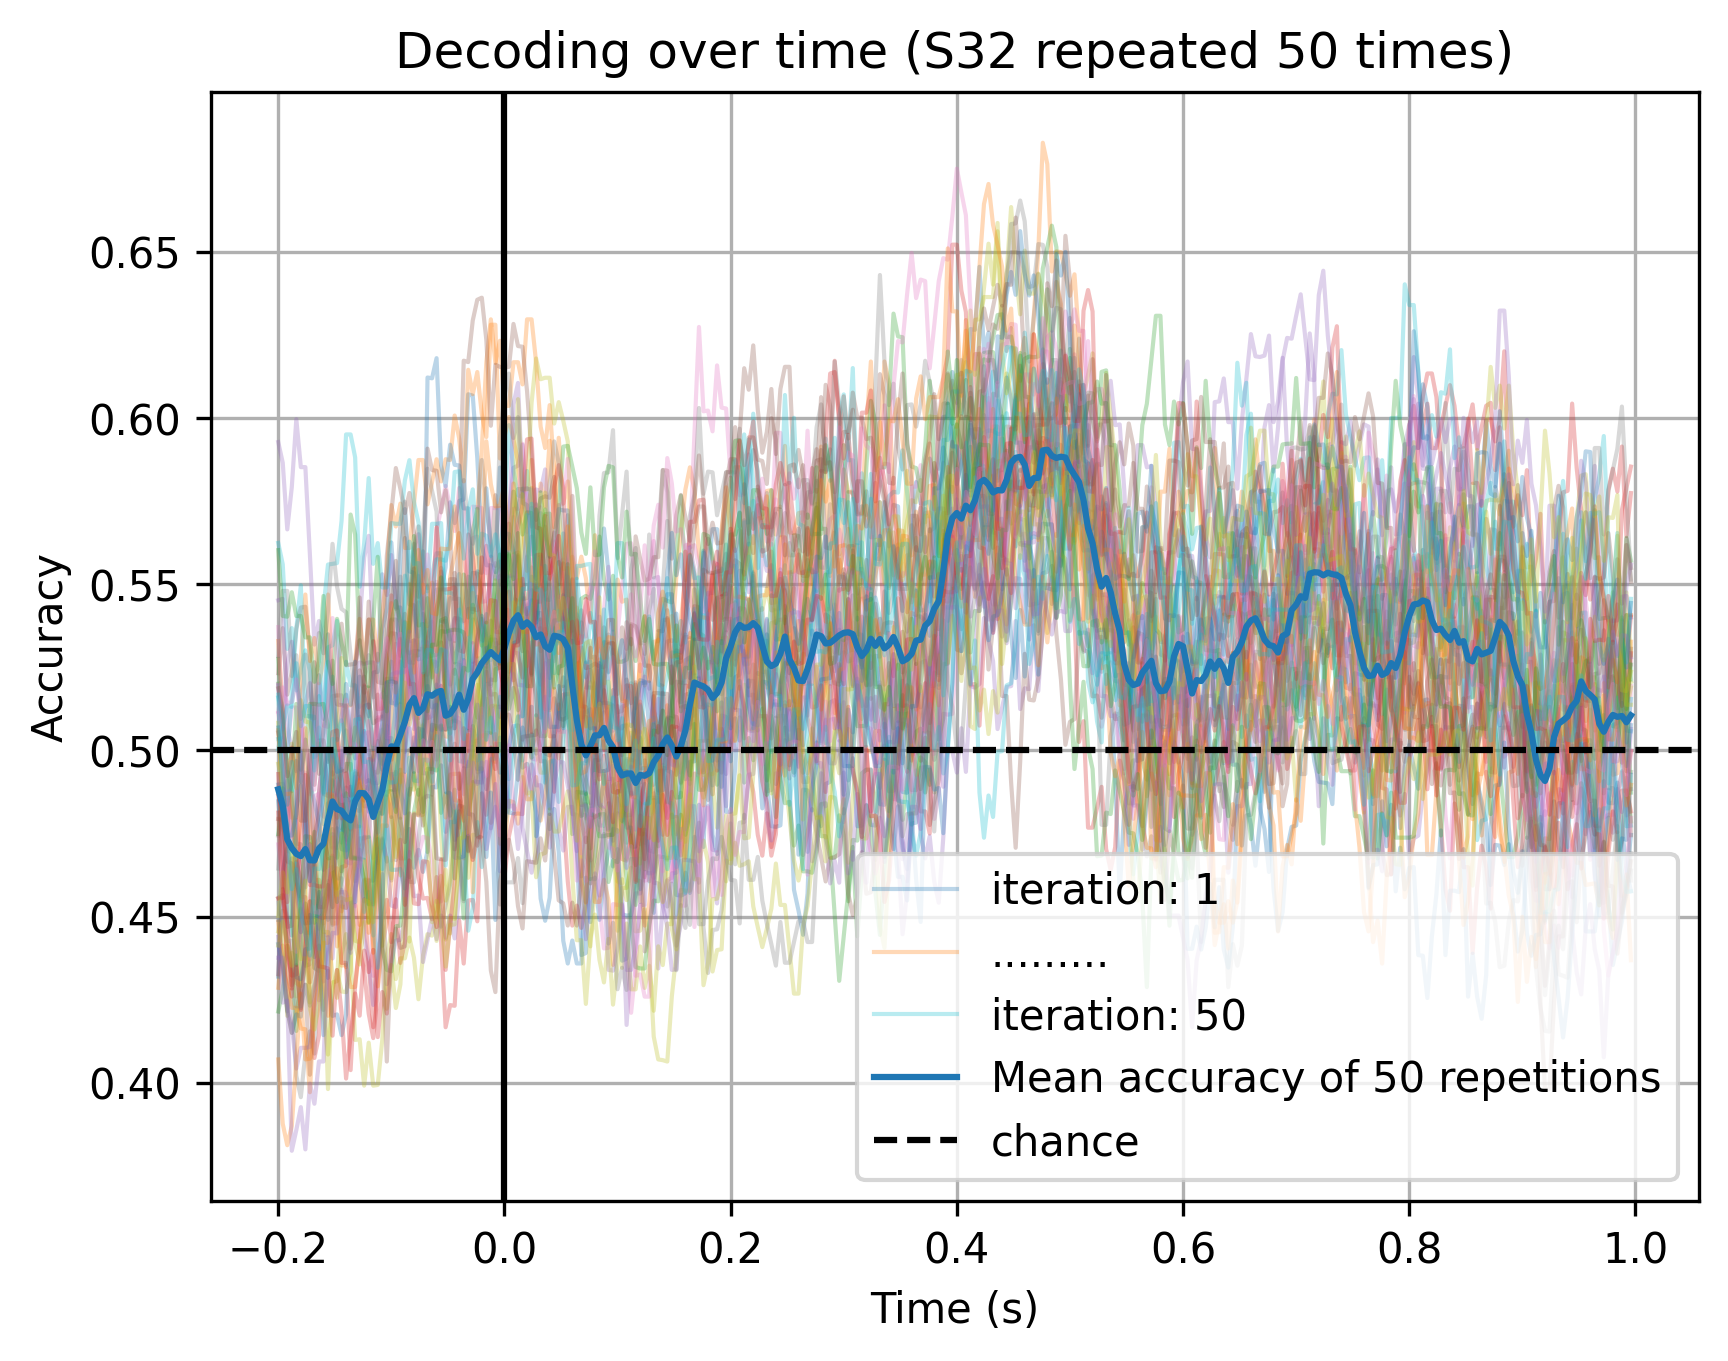 Decoding over time (S32 repeated 50 times)
Accuracy
0.65
0.60
0.55
0.50
0.45
0.40
iteration: 1
.........
iteration: 50
Mean accuracy of 50 repetitions
chance
−0.2 0.0 0.2 0.4 0.6 0.8 1.0
Time (s)